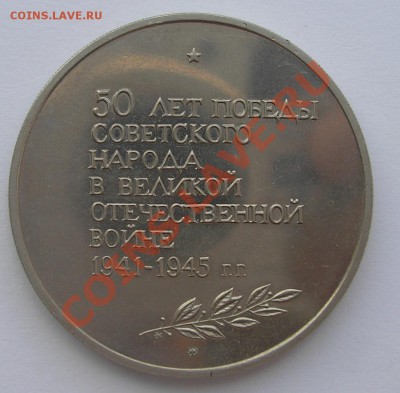 COINS.LAVE.RU
50 ЛЕТ ПОБЕДЫ
СОВЕТСКОГО
НАРОДА
В ВЕЛИКОЙ
ОТЕЧЕСТВЕННОЙ
ВОЙНЕ
1941-1945 г.г.
COINS.LAVE.RU